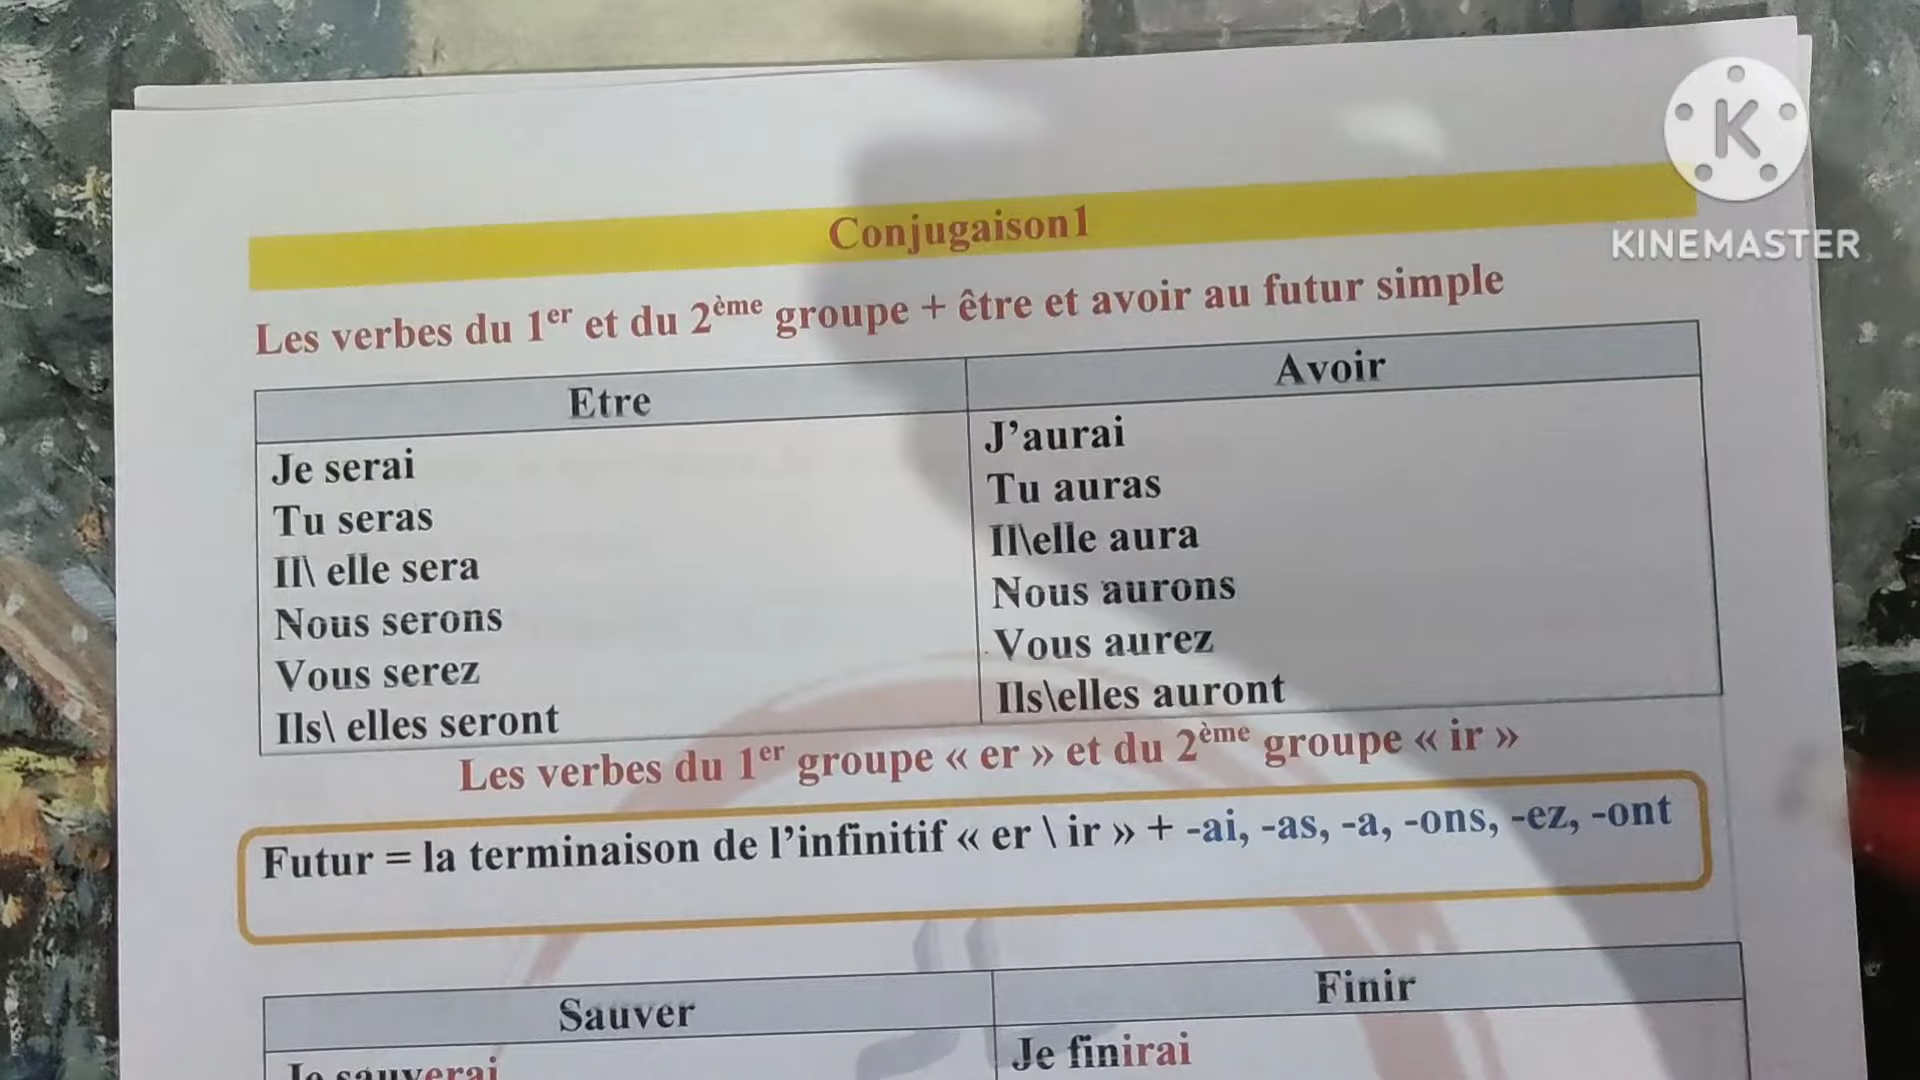 K
KINEMASTER
Conjugaison1
Les verbes du 1er et du 2ème groupe + être et avoir au futur simple
Etre
Avoir
Je serai
Tu seras
Il\ elle sera
Nous serons
Vous serez
Ils\ elles seront
J’aurai
Tu auras
Il\elle aura
Nous aurons
Vous aurez
Ils\elles auront
Les verbes du 1er groupe « er » et du 2ème groupe « ir »
Futur = la terminaison de l’infinitif « er \ ir » + -ai, -as, -a, -ons, -ez, -ont
Sauver
Finir
Je sauverai
Je finirai